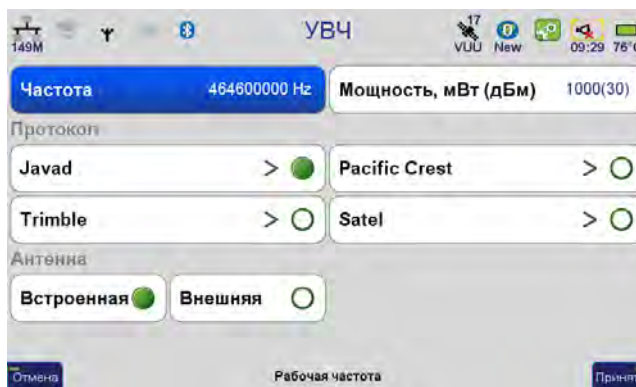 УВЧ
17
149M VUU New 09:29
Частота 464600000 Hz Мощность, мВт (дБм) 1000(30)
Протокол
Javad > Pacific Crest >
Trimble > Satel >
Антенна
Встроенная Внешняя
Отмена Рабочая частота